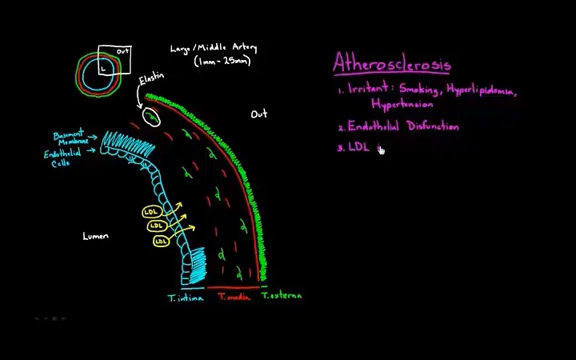 Out
L
Large/Middle Artery
(1mm-25mm)
Elastin
Out
Basement
Membrane
Endothelial
Cells
LDL
LDL
LDL
Lumen
T. intima
T. media
T. externa
Atherosclerosis
1. Irritant: Smoking, Hyperlipidemia,
Hypertension
2. Endothelial Disfunction
3. LDL